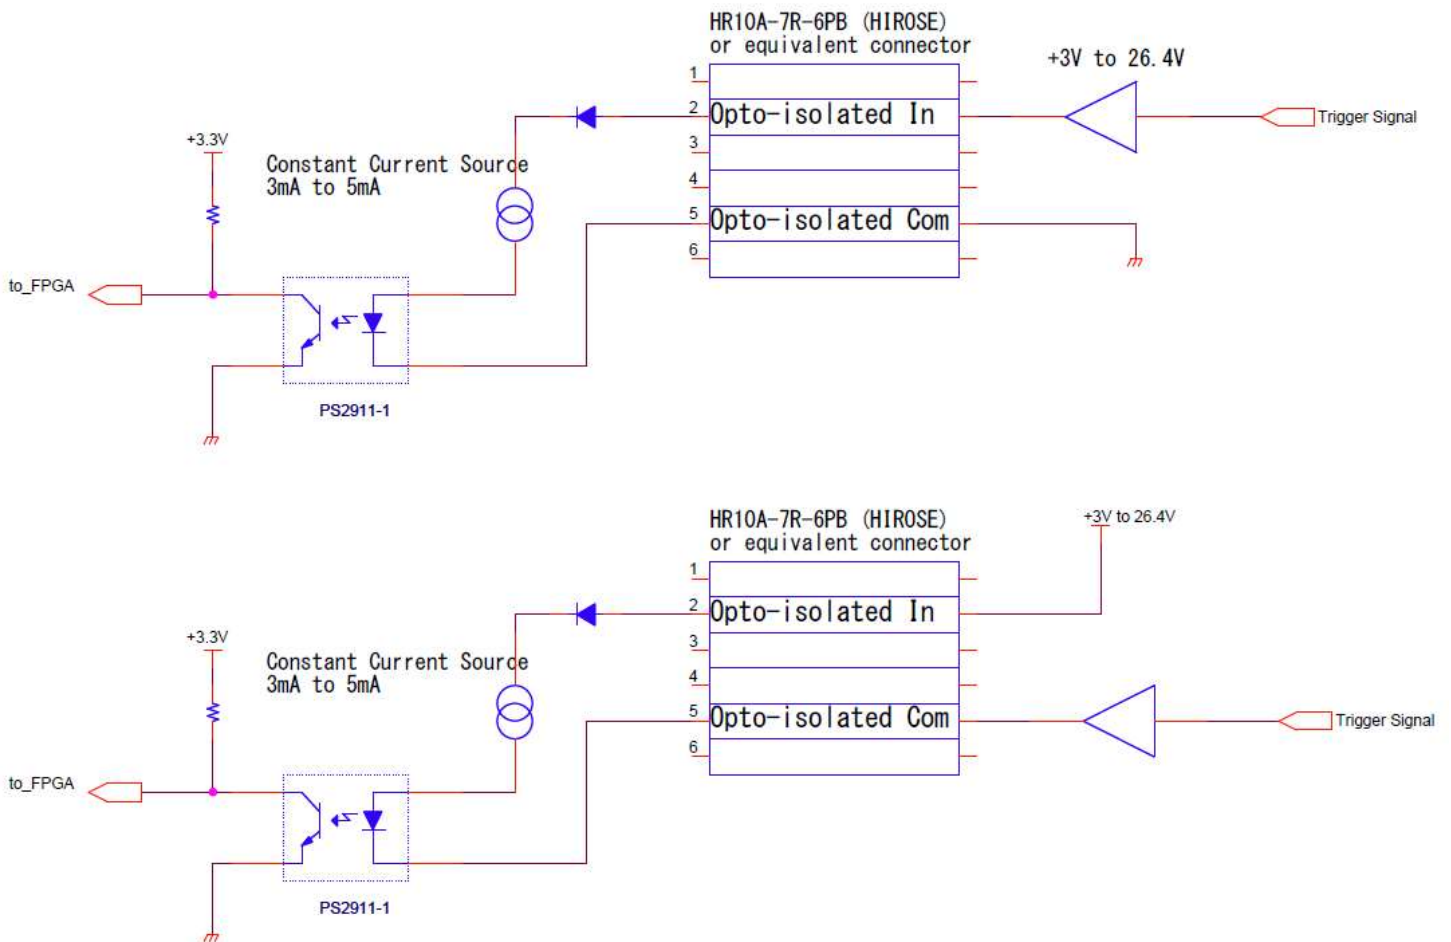 HR10A-7R-6PB (HIROSE)
or equivalent connector
+3V to 26.4V
1
2
Opto-isolated In
Trigger Signal
3
4
5
Opto-isolated Com
6
+3.3V
Constant Current Source
3mA to 5mA
to_FPGA
PS2911-1
HR10A-7R-6PB (HIROSE)
or equivalent connector
+3V to 26.4V
1
2
Opto-isolated In
3
4
5
Opto-isolated Com
Trigger Signal
6
+3.3V
Constant Current Source
3mA to 5mA
to_FPGA
PS2911-1